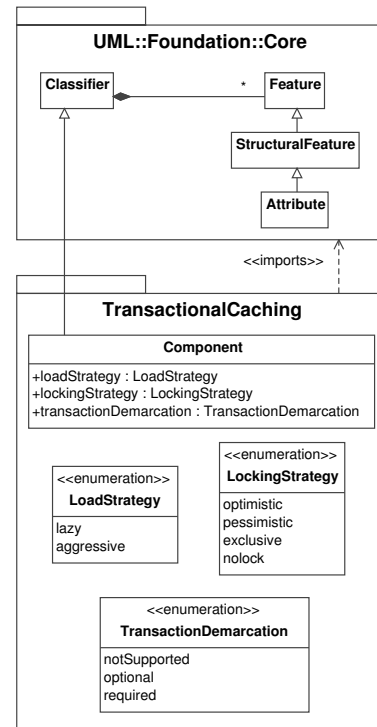 UML::Foundation::Core
Classifier
*
Feature
StructuralFeature
Attribute
<<imports>>
TransactionalCaching
Component
+loadStrategy : LoadStrategy
+lockingStrategy : LockingStrategy
+transactionDemarcation : TransactionDemarcation
<<enumeration>>
LoadStrategy
lazy
aggressive
<<enumeration>>
LockingStrategy
optimistic
pessimistic
exclusive
nolock
<<enumeration>>
TransactionDemarcation
notSupported
optional
required